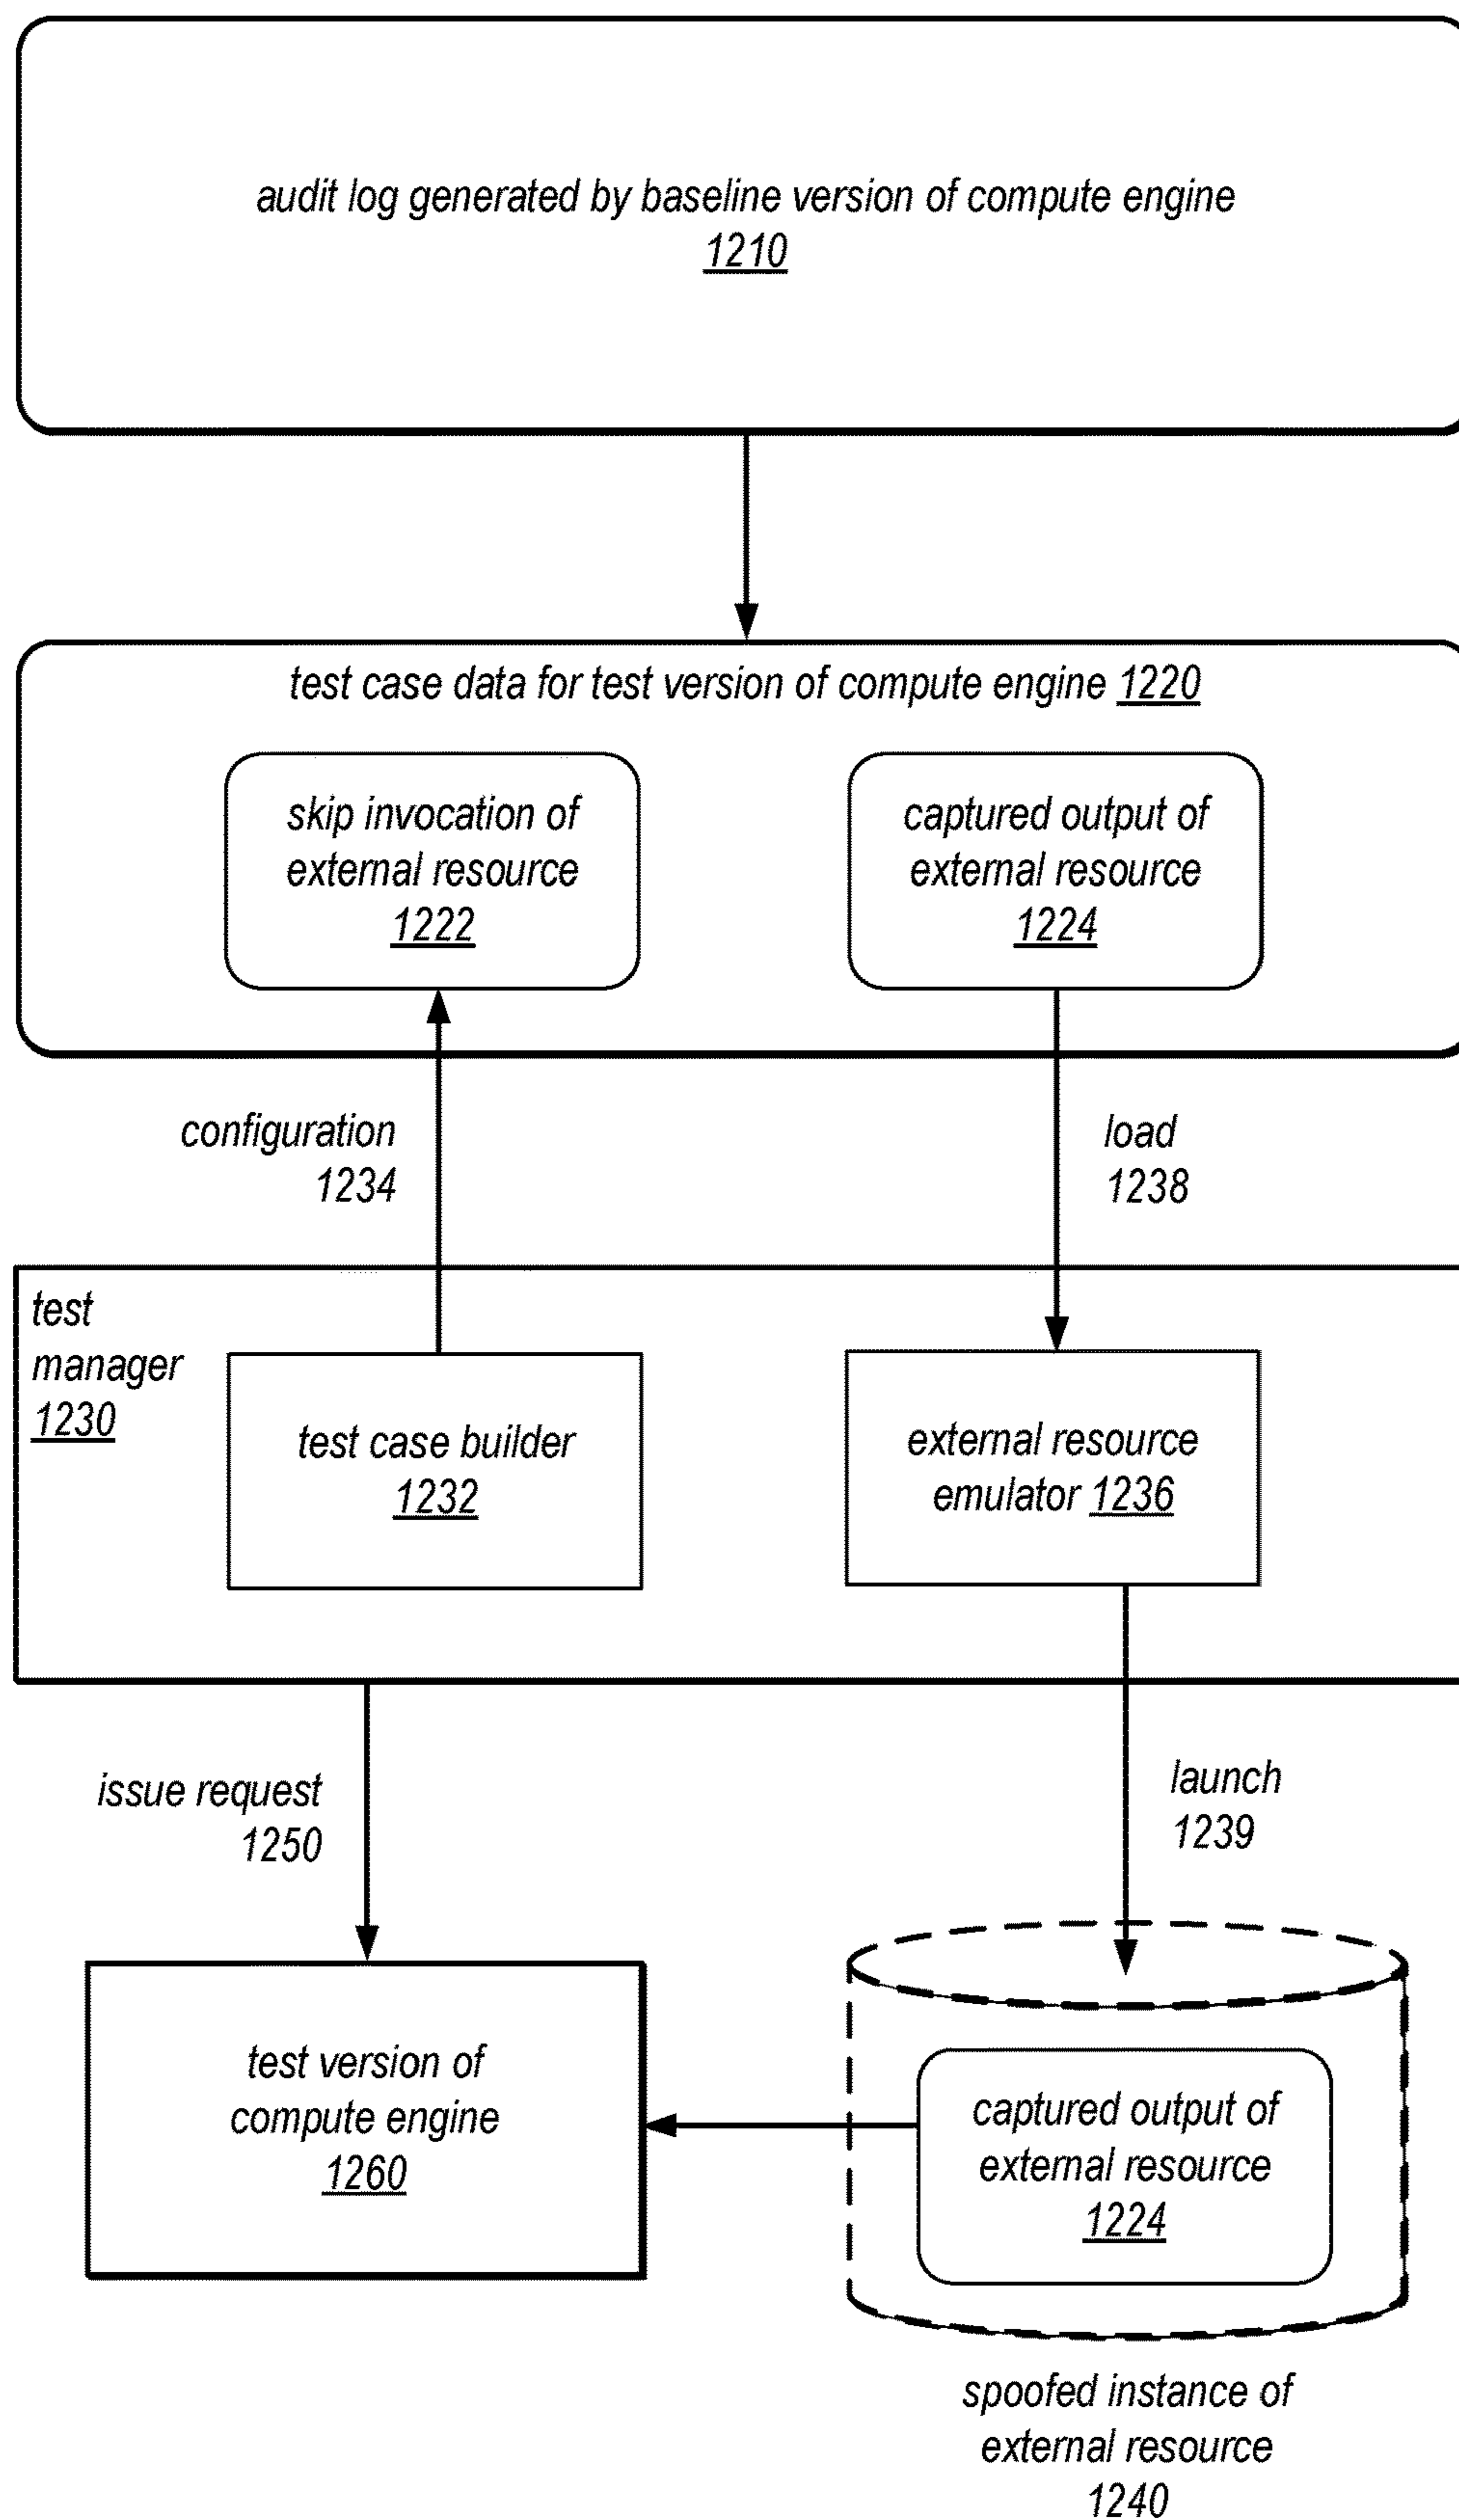 audit log generated by baseline version of compute engine
1210
test case data for test version of compute engine 1220
skip invocation of
external resource
1222
captured output of
external resource
1224
configuration
1234
load
1238
test
manager
1230
test case builder
1232
external resource
emulator 1236
issue request
1250
launch
1239
test version of
compute engine
1260
captured output of
external resource
1224
spoofed instance of
external resource
1240